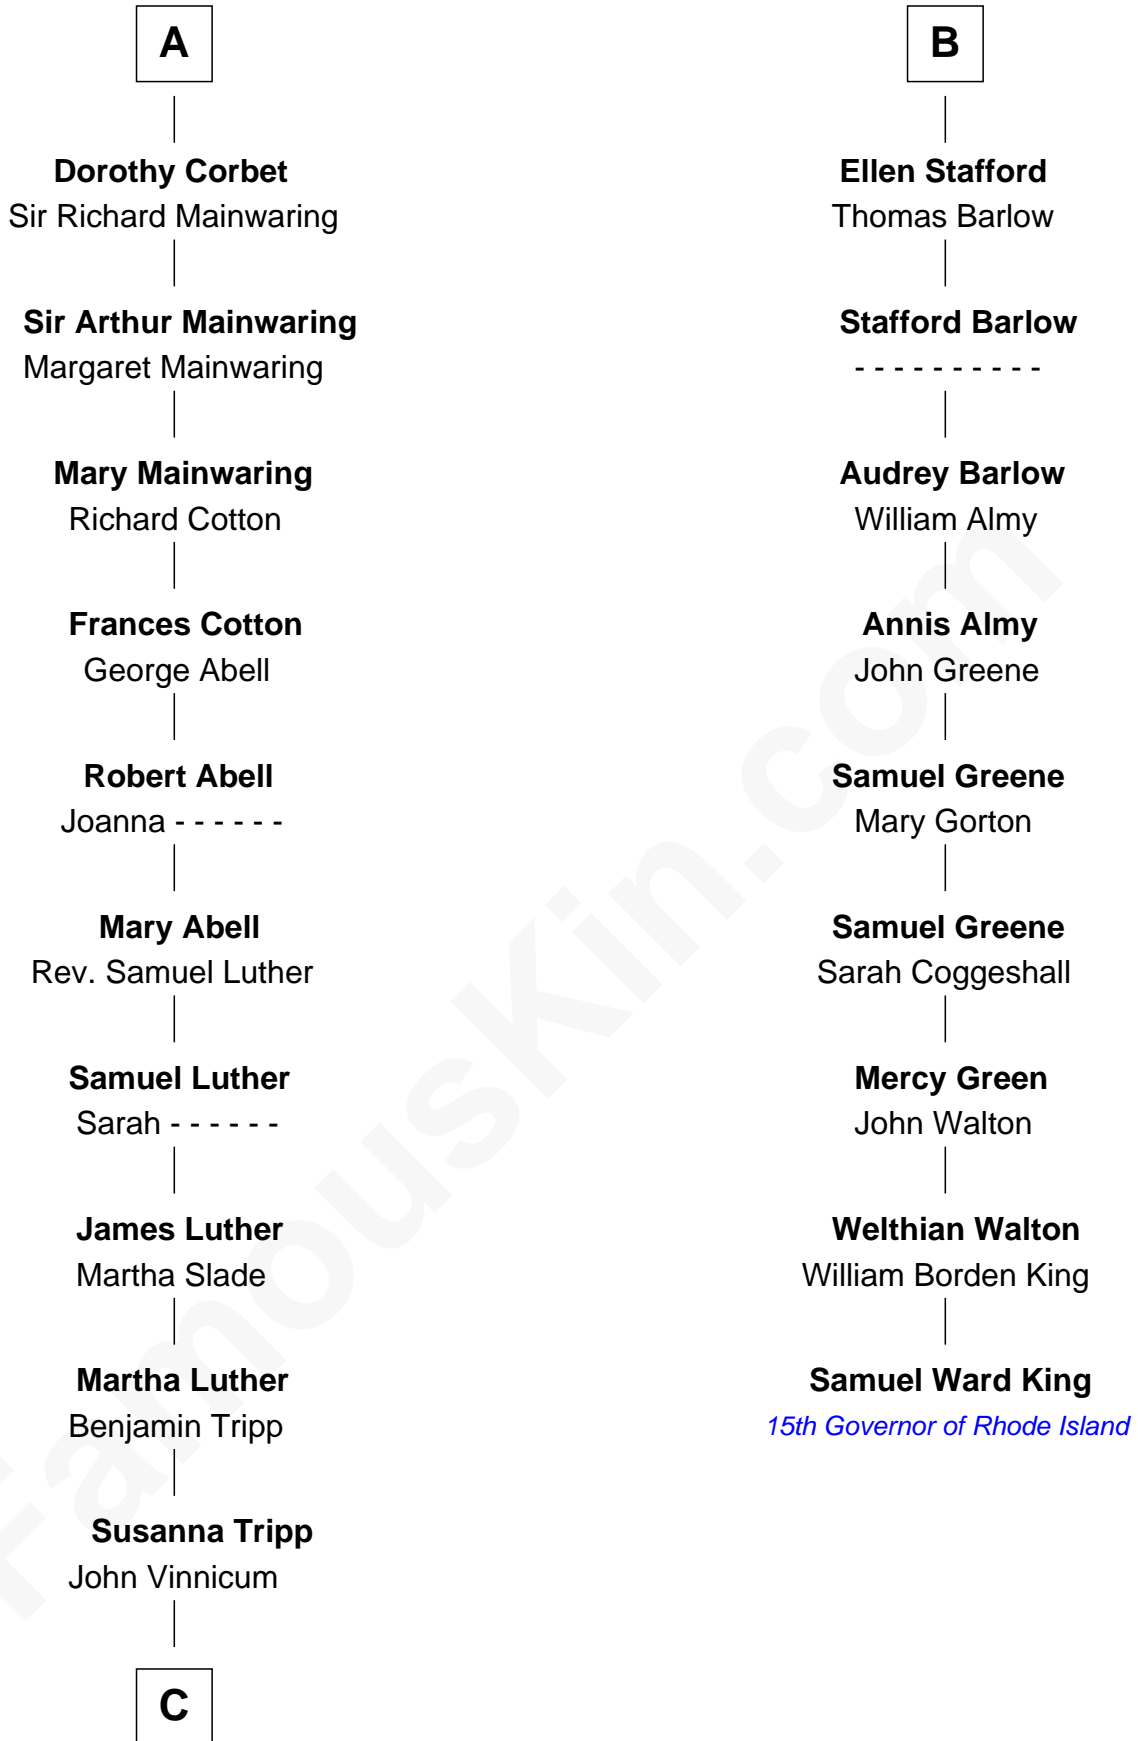 A
Dorothy Corbet
Sir Richard Mainwaring
Sir Arthur Mainwaring
Margaret Mainwaring
Mary Mainwaring
Richard Cotton
Frances Cotton
George Abell
Robert Abell
Joanna - - - - - -
Mary Abell
Rev. Samuel Luther
Samuel Luther
Sarah - - - - - -
James Luther
Martha Slade
Martha Luther
Benjamin Tripp
Susanna Tripp
John Vinnicum
C
B
Ellen Stafford
Thomas Barlow
Stafford Barlow
- - - - - - - - - -
Audrey Barlow
William Almy
Annis Almy
John Greene
Samuel Greene
Mary Gorton
Samuel Greene
Sarah Coggeshall
Mercy Green
John Walton
Welthian Walton
William Borden King
Samuel Ward King
15th Governor of Rhode Island
FamousKin.com